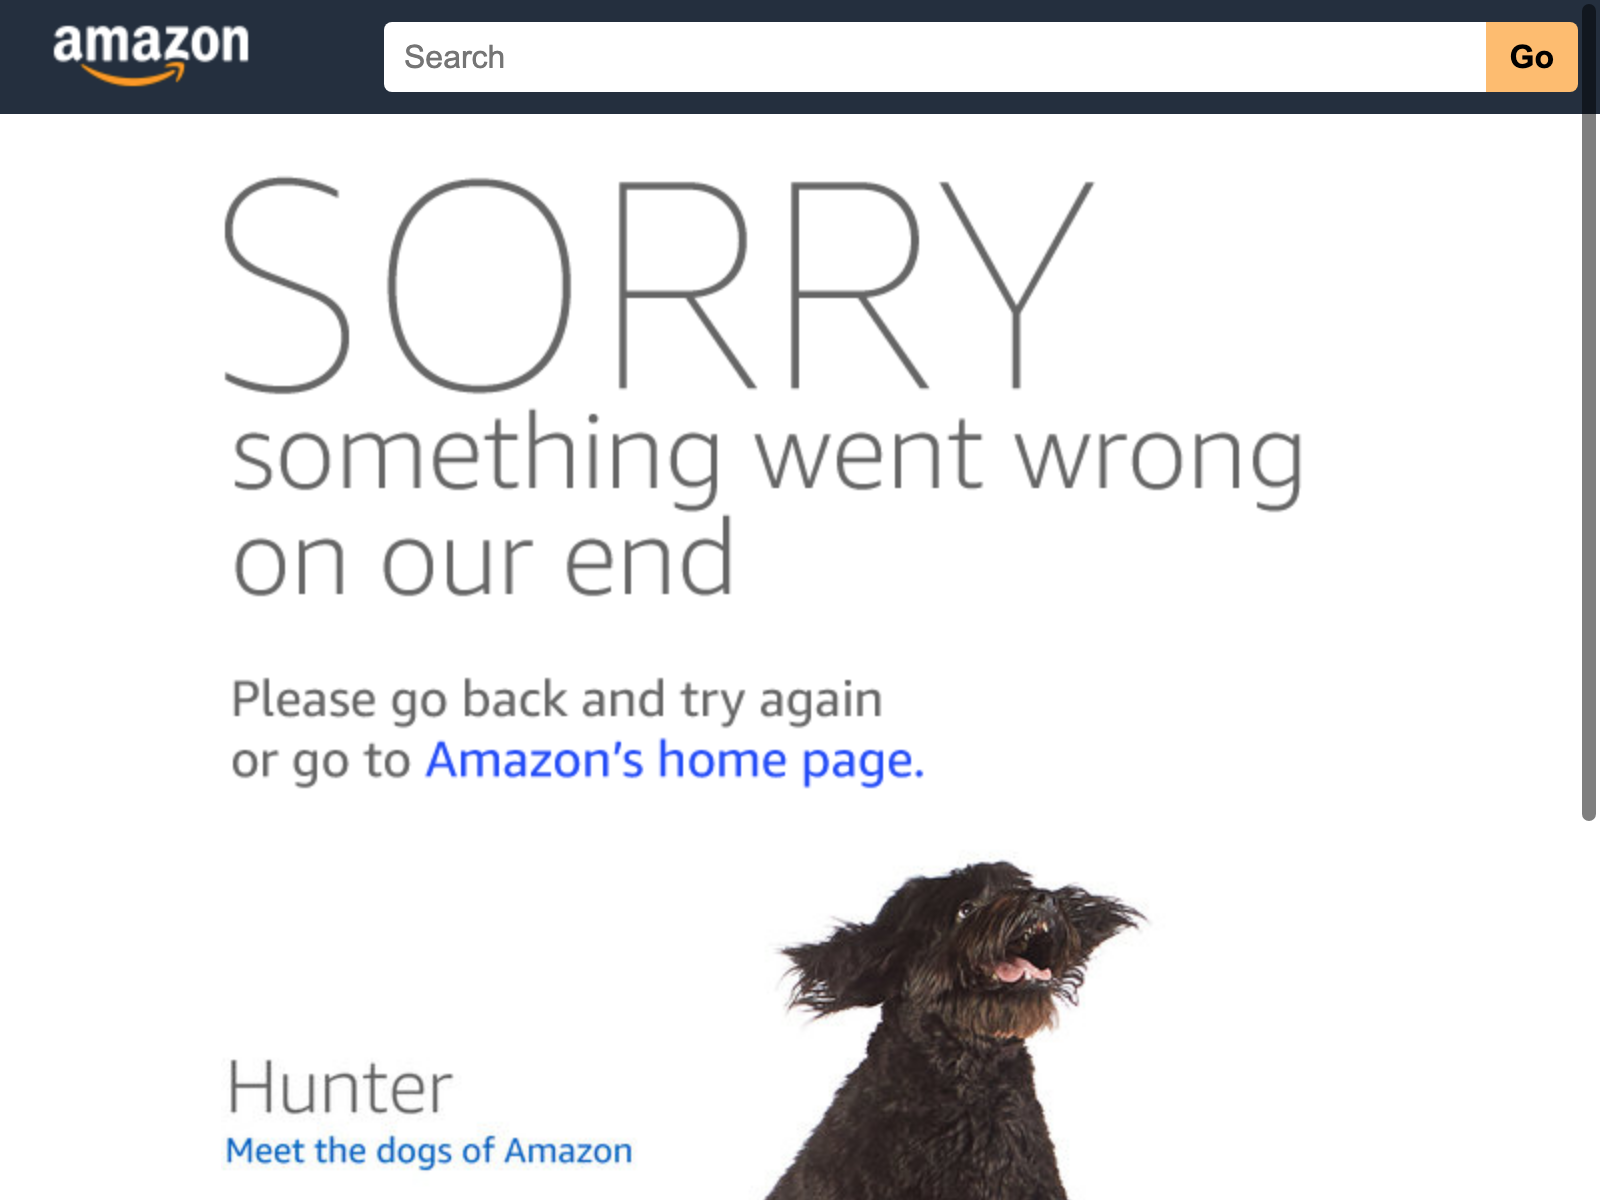 amazon
Search
Go
SORRY
something went wrong
on our end
Please go back and try again
or go to Amazon's home page.
Hunter
Meet the dogs of Amazon